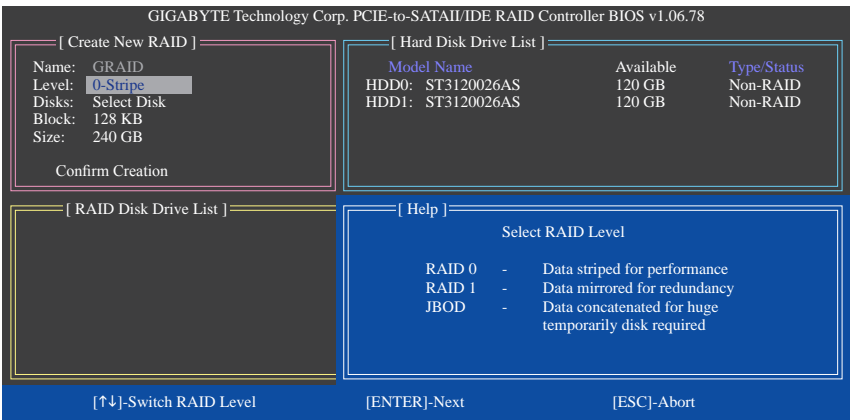 GIGABYTE Technology Corp. PCIE-to-SATAII/IDE RAID Controller BIOS v1.06.78
[ Create New RAID ]
Name: GRAID
Level: 0-Stripe
Disks: Select Disk
Block: 128 KB
Size: 240 GB
Confirm Creation
[ Hard Disk Drive List ]
Model Name Available Type/Status
HDD0: ST3120026AS 120 GB Non-RAID
HDD1: ST3120026AS 120 GB Non-RAID
[ RAID Disk Drive List ]
[ Help ]
Select RAID Level
RAID 0 - Data striped for performance
RAID 1 - Data mirrored for redundancy
JBOD - Data concatenated for huge
temporarily disk required
[↑↓]-Switch RAID Level [ENTER]-Next [ESC]-Abort